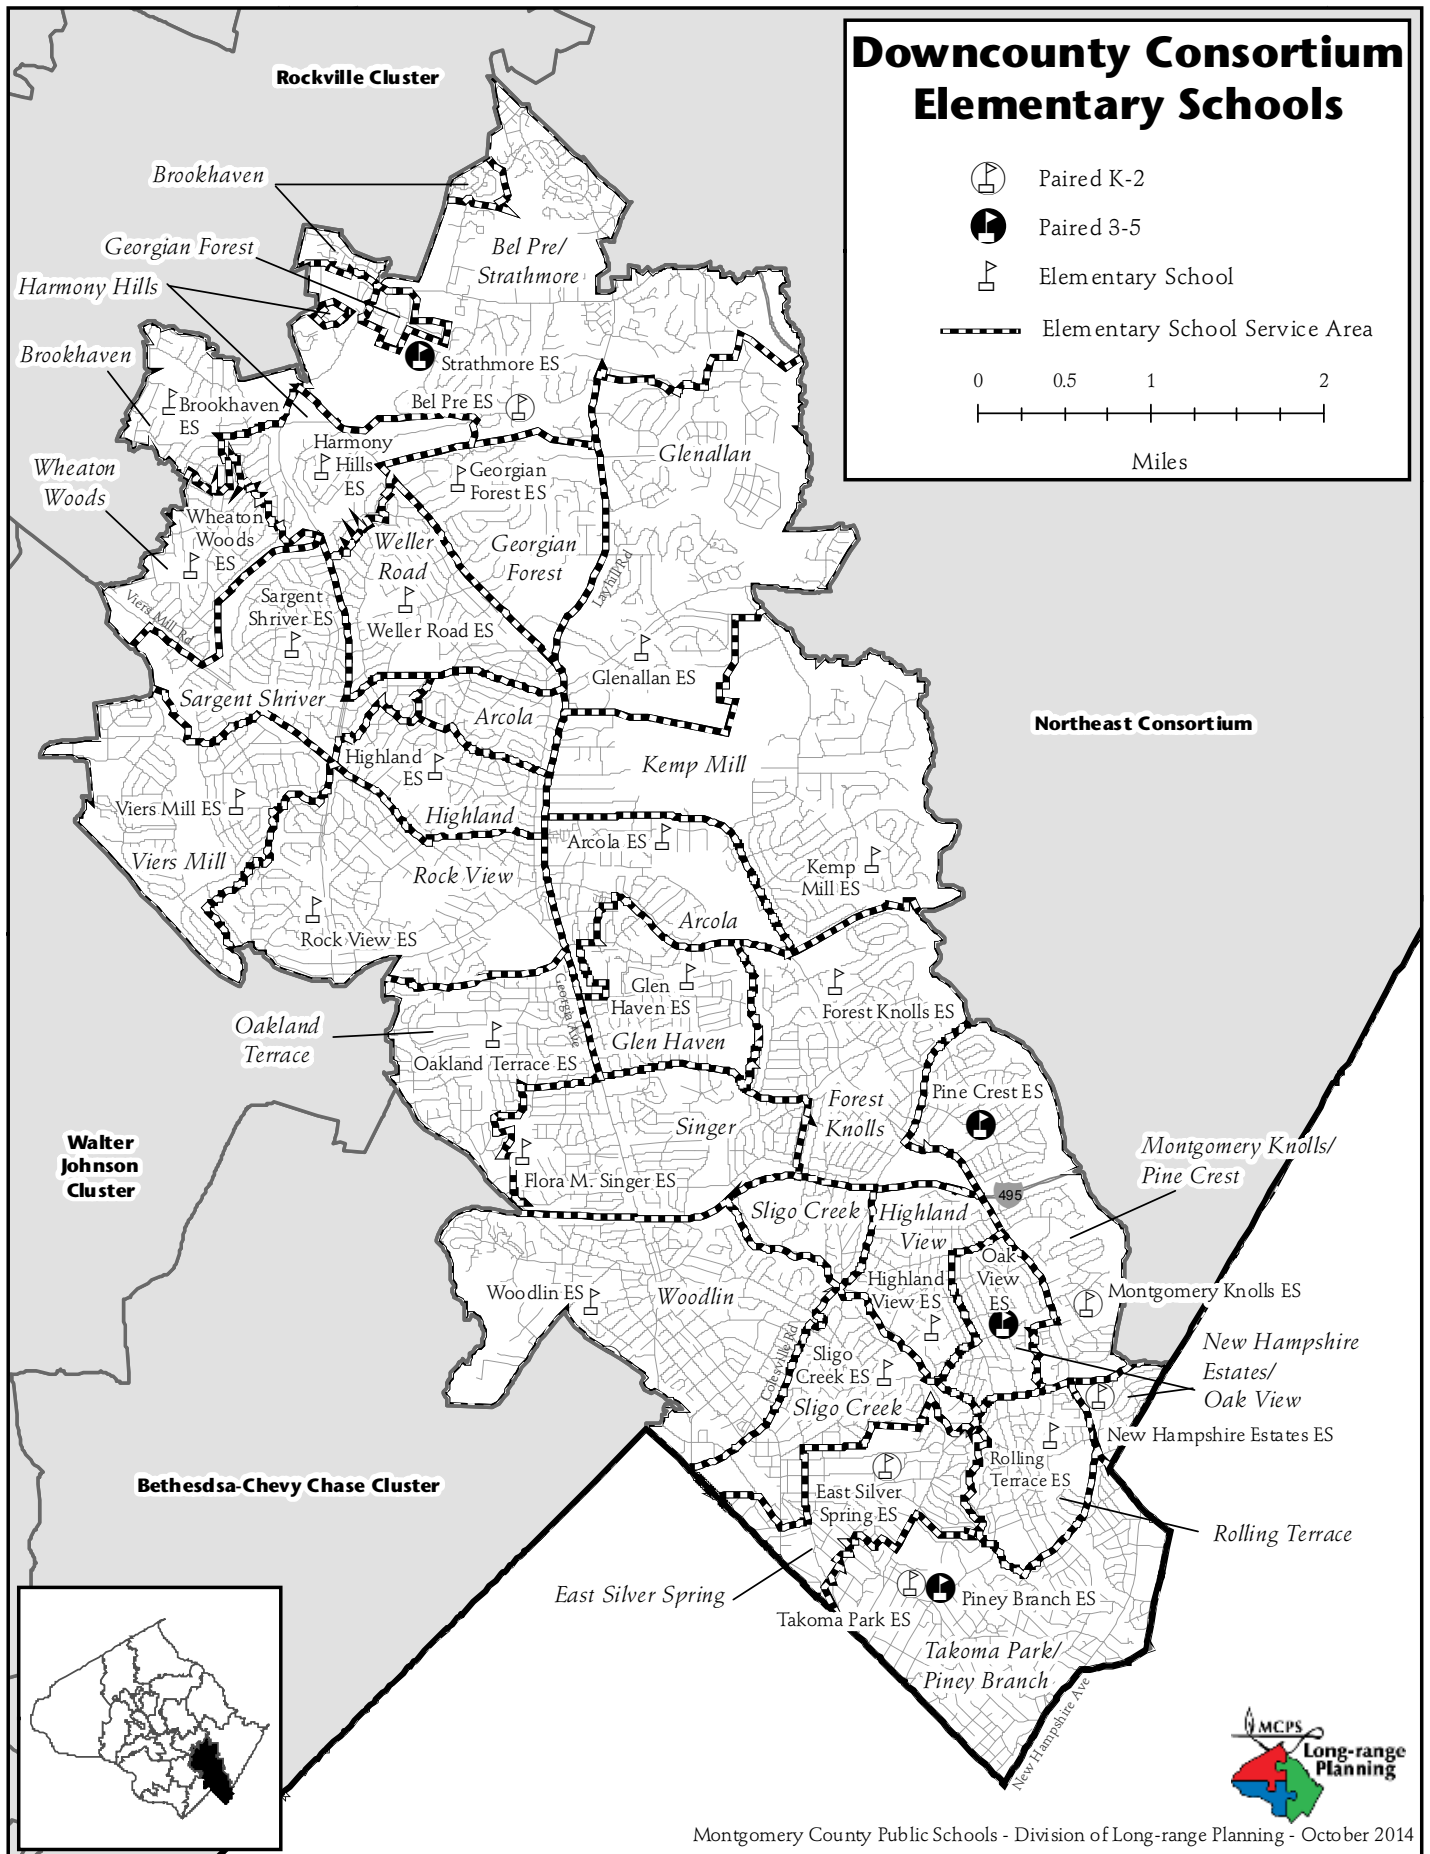 Downcounty Consortium
Elementary Schools
Paired K-2
Paired 3-5
Elementary School
Elementary School Service Area
0 0.5 1 2
Miles
Rockville Cluster
Brookhaven
Georgian Forest
Harmony Hills
Brookhaven
Bel Pre/
Strathmore
Strathmore ES
Bel Pre ES
Brookhaven
ES
Harmony
Hills
ES
Georgian
Forest ES
Glenallan
Wheaton
Woods
Wheaton
Woods
ES
Weller
Road
Georgian
Forest
Layhill Rd
Viers Mill Rd
Sargent
Shriver ES
Weller Road ES
Glenallan ES
Sargent Shriver
Arcola
Northeast Consortium
Highland
ES
Kemp Mill
Viers Mill ES
Highland
Arcola ES
Viers Mill
Rock View
Kemp
Mill ES
Rock View ES
Arcola
Georgia Ave
Glen
Haven ES
Forest Knolls ES
Oakland
Terrace
Oakland Terrace ES
Glen Haven
Pine Crest ES
Forest
Knolls
Singer
Walter
Johnson
Cluster
Montgomery Knolls/
Pine Crest
Flora M. Singer ES
495
Sligo Creek
Highland
View
Oak
View
ES
Woodlin ES
Woodlin
Highland
View ES
Montgomery Knolls ES
Colesville Rd
New Hampshire
Estates/
Oak View
Sligo
Creek ES
Sligo Creek
New Hampshire Estates ES
Rolling
Terrace ES
Bethesdsa-Chevy Chase Cluster
East Silver
Spring ES
Rolling Terrace
East Silver Spring
Takoma Park ES
Piney Branch ES
Takoma Park/
Piney Branch
New Hampshire Ave
MCPS
Long-range
Planning
Montgomery County Public Schools - Division of Long-range Planning - October 2014